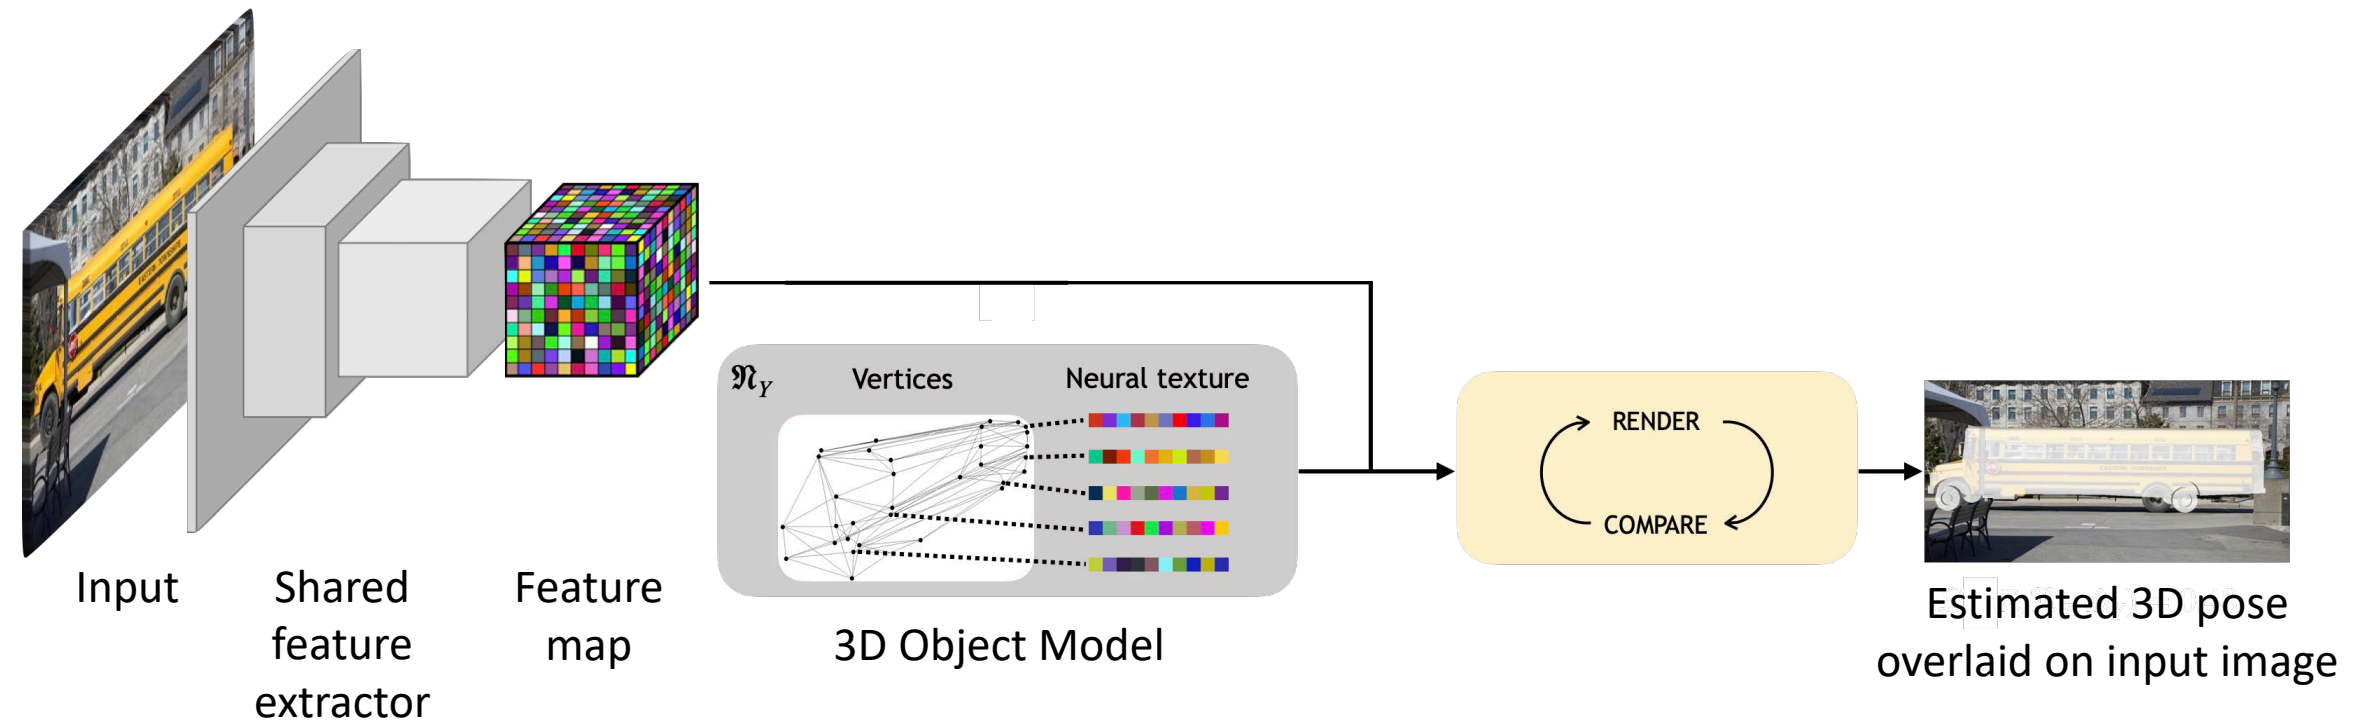 𝔑_Y
Vertices
Neural texture
RENDER
COMPARE
Input
Shared
feature
extractor
Feature
map
3D Object Model
Estimated 3D pose
overlaid on input image